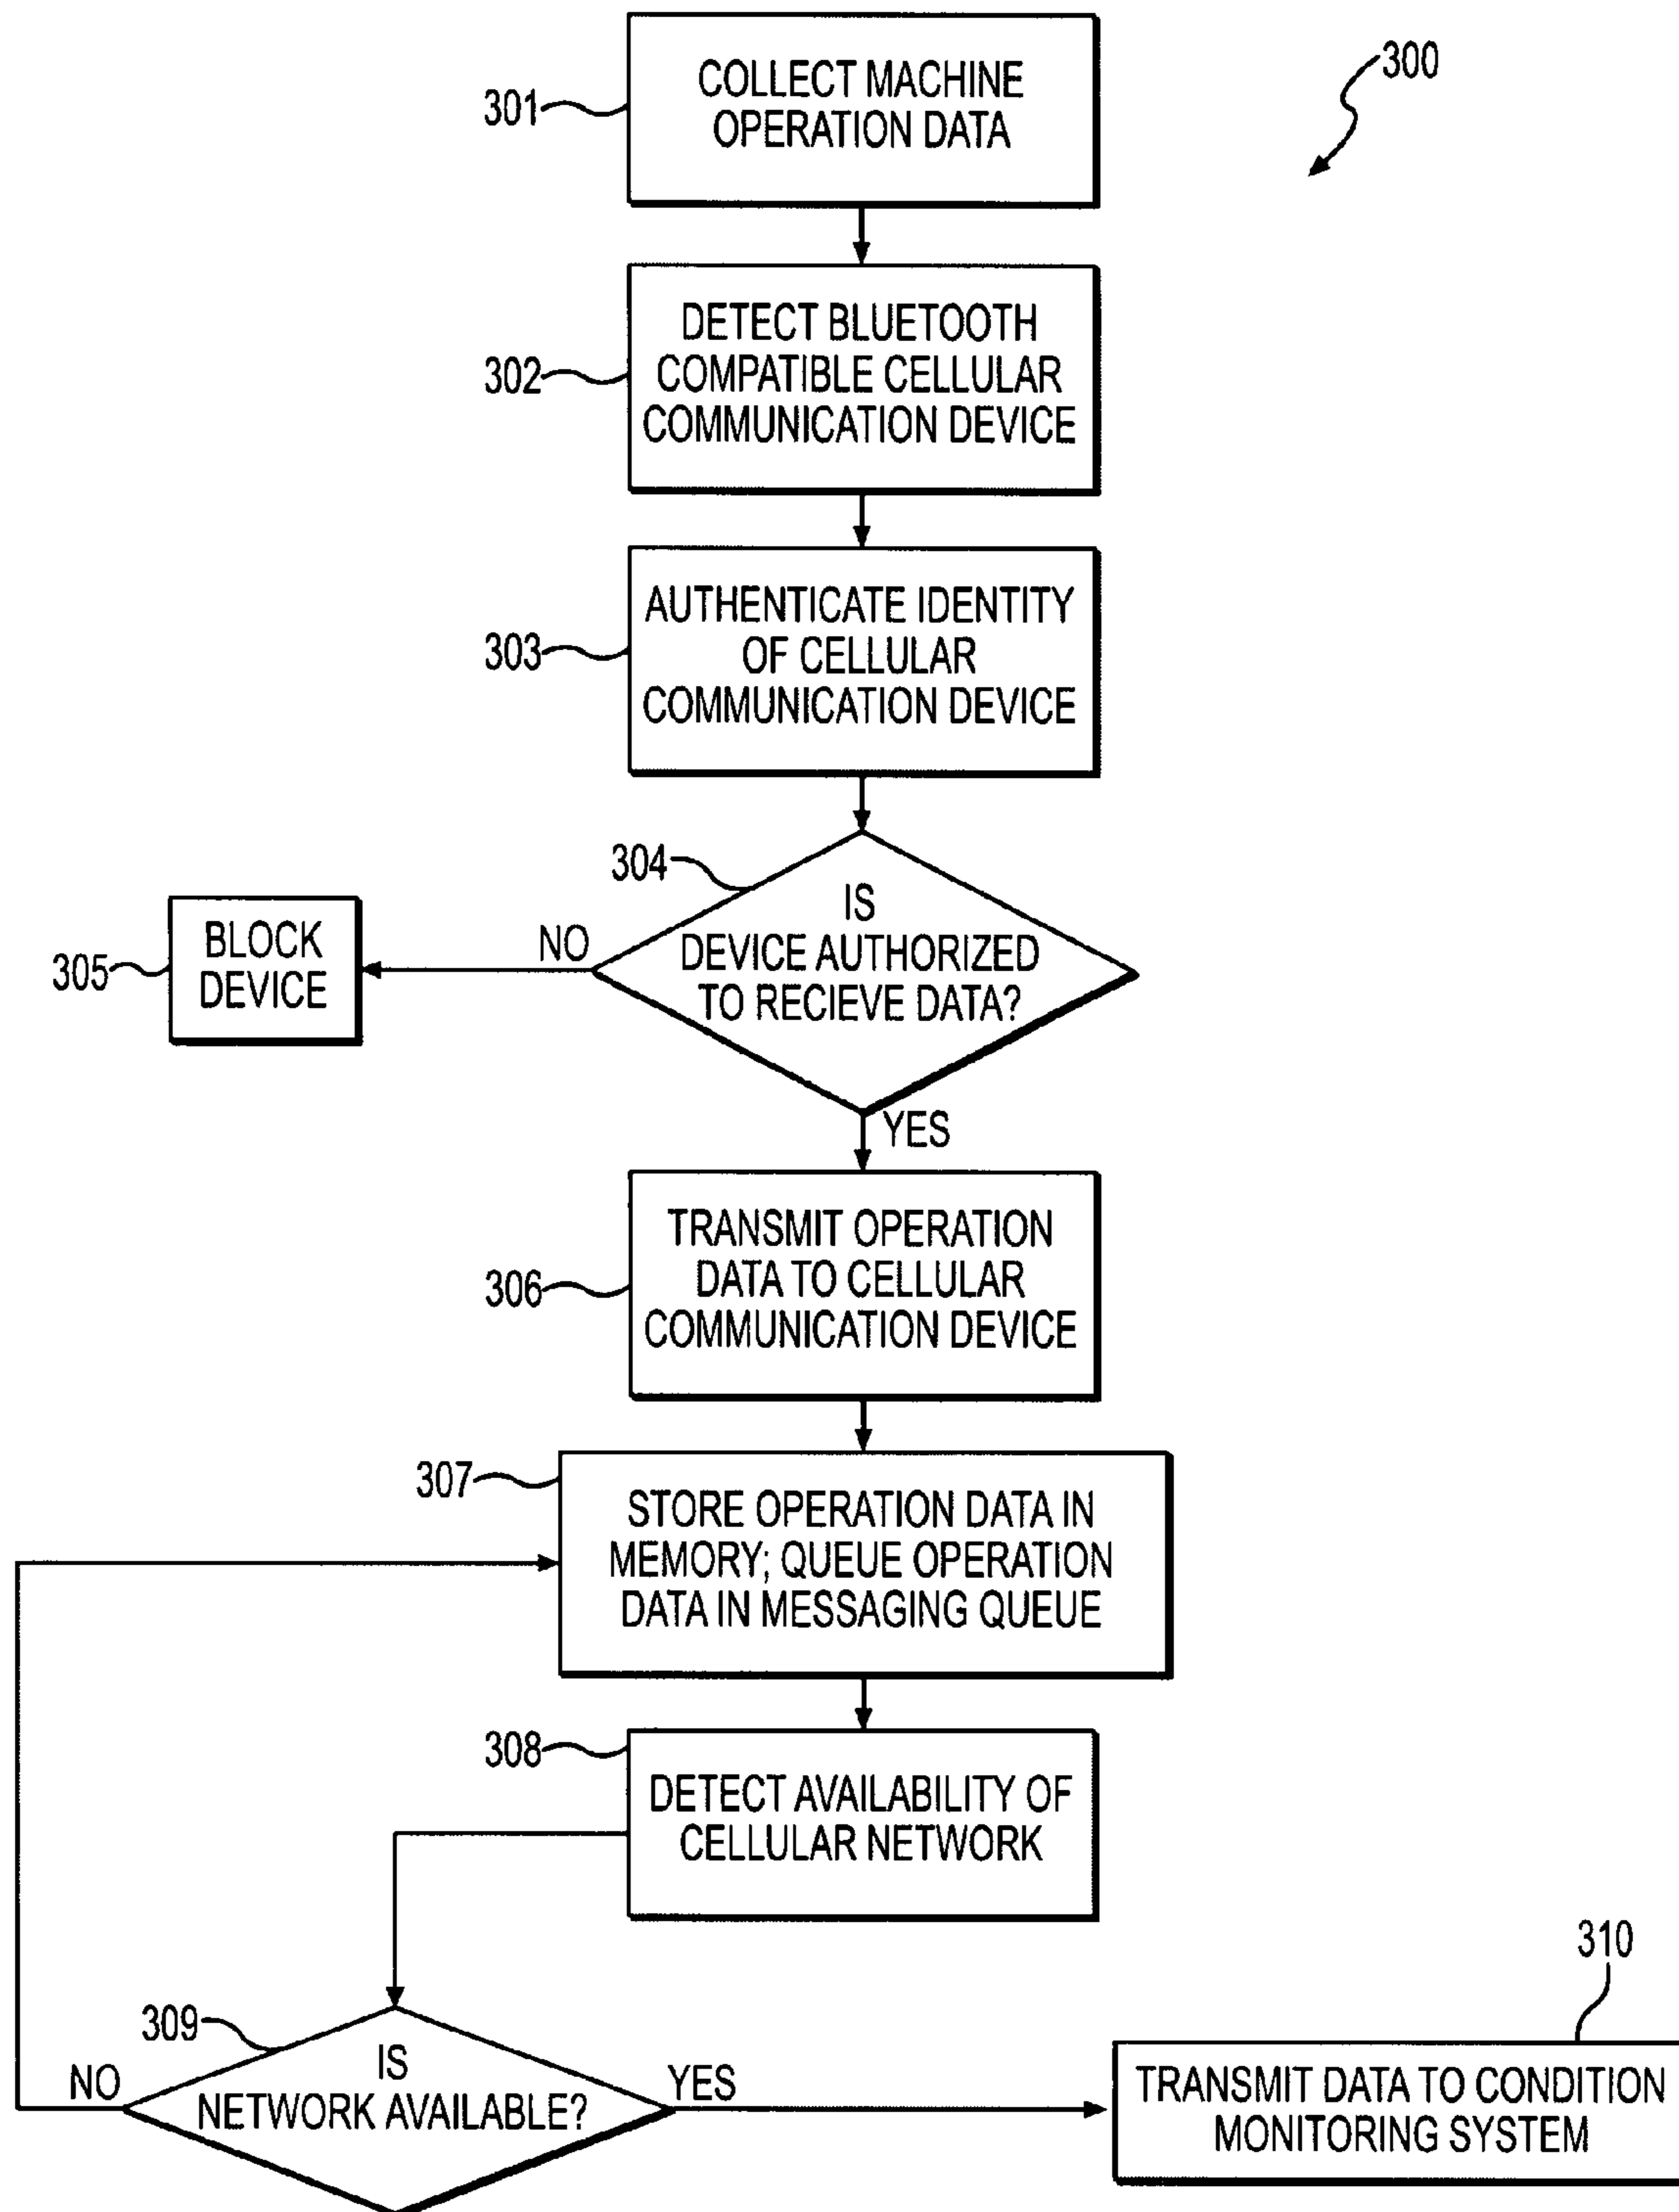 300
301
COLLECT MACHINE
OPERATION DATA
302
DETECT BLUETOOTH
COMPATIBLE CELLULAR
COMMUNICATION DEVICE
303
AUTHENTICATE IDENTITY
OF CELLULAR
COMMUNICATION DEVICE
304
IS
DEVICE AUTHORIZED
TO RECIEVE DATA?
NO
305
BLOCK
DEVICE
YES
306
TRANSMIT OPERATION
DATA TO CELLULAR
COMMUNICATION DEVICE
307
STORE OPERATION DATA IN
MEMORY; QUEUE OPERATION
DATA IN MESSAGING QUEUE
308
DETECT AVAILABILITY OF
CELLULAR NETWORK
309
IS
NETWORK AVAILABLE?
NO
YES
310
TRANSMIT DATA TO CONDITION
MONITORING SYSTEM